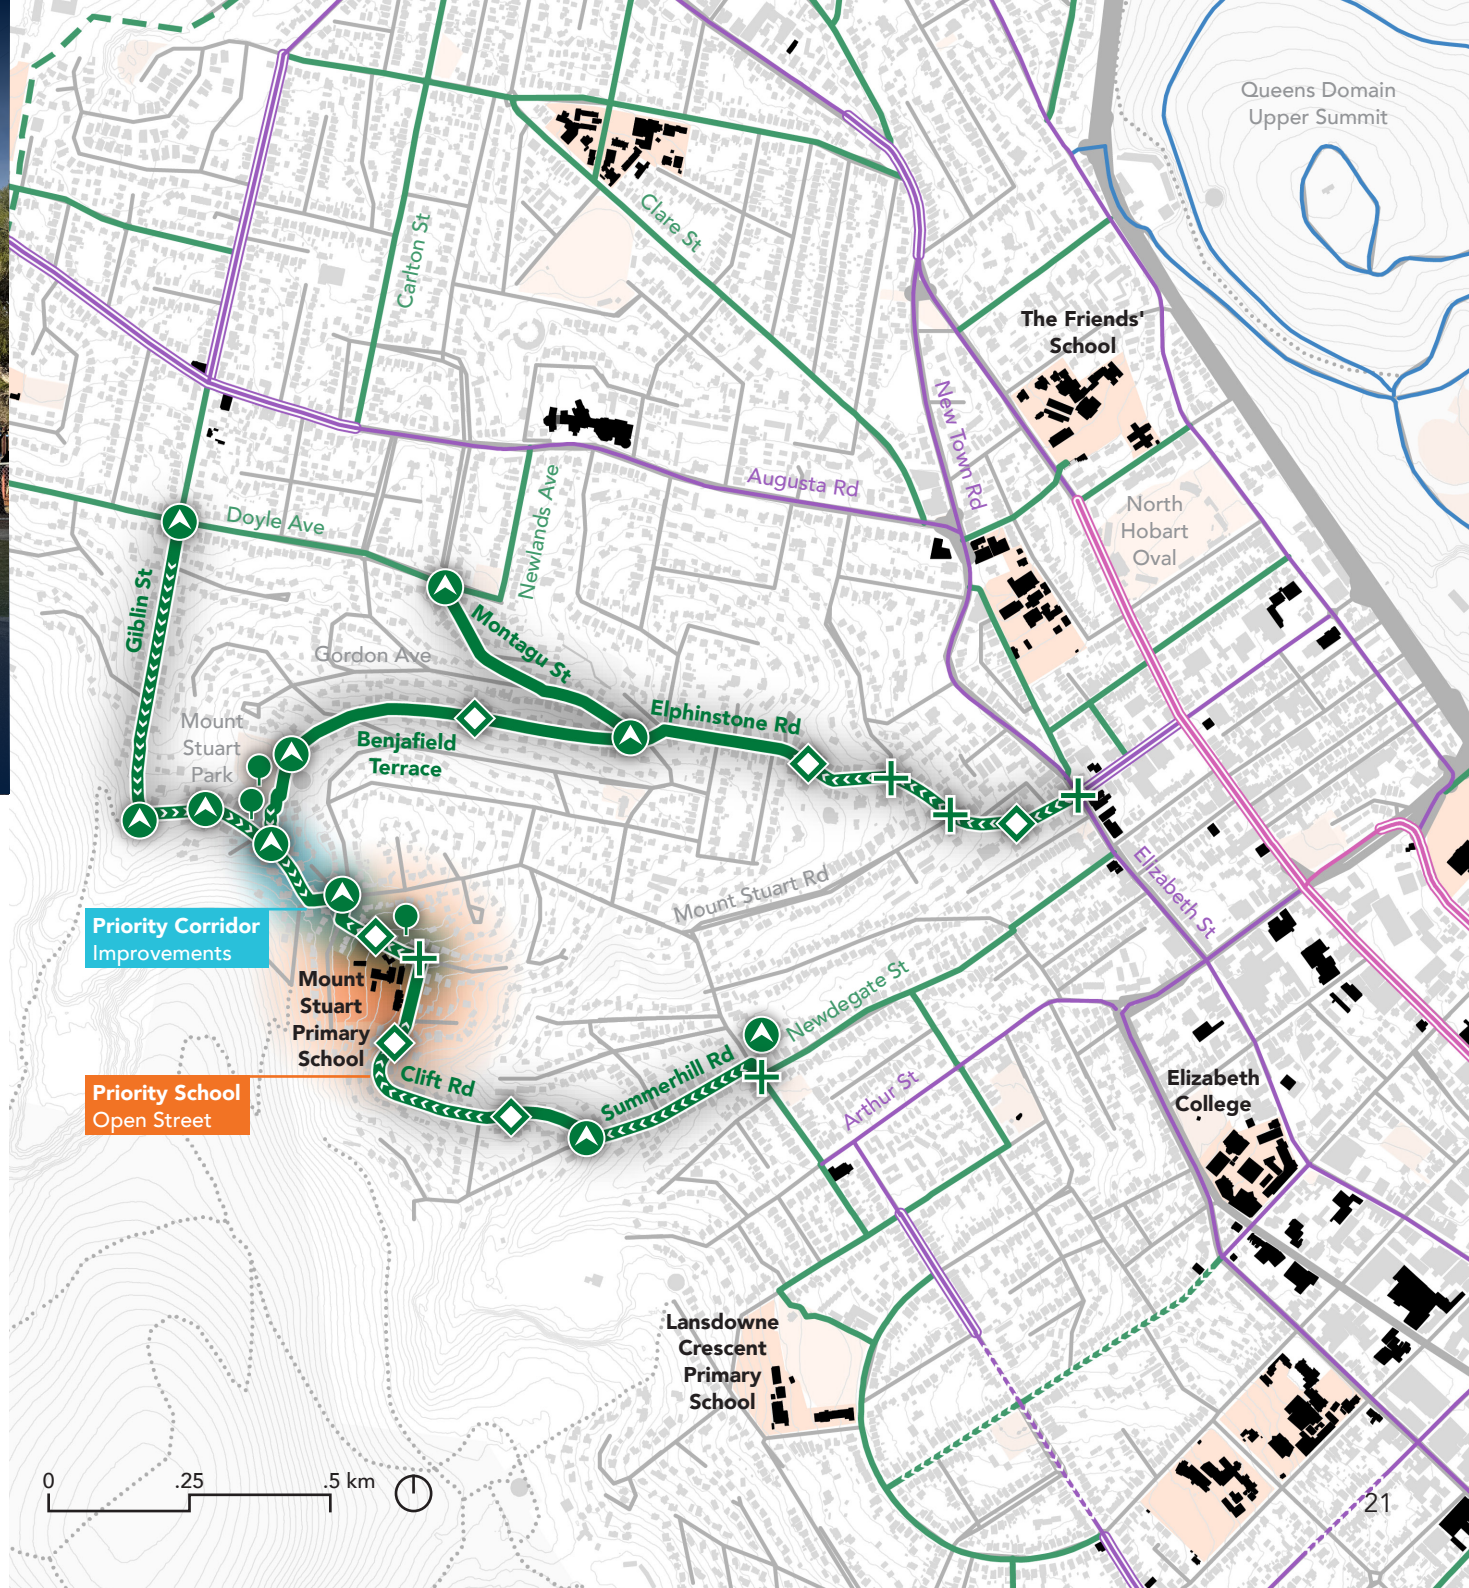 Queens Domain
Upper Summit
Clare St
Carlton St
The Friends'
School
New Town Rd
Augusta Rd
North
Hobart
Oval
Newlands Ave
Doyle Ave
Giblin St
Montagu St
Gordon Ave
Elphinstone Rd
Mount
Stuart
Park
Benjafield
Terrace
Elizabeth St
Mount Stuart Rd
Priority Corridor
Improvements
Mount
Stuart
Primary
School
Newdegate St
Summerhill Rd
Clift Rd
Arthur St
Priority School
Open Street
Elizabeth
College
Lansdowne
Crescent
Primary
School
0 .25 .5 km
21